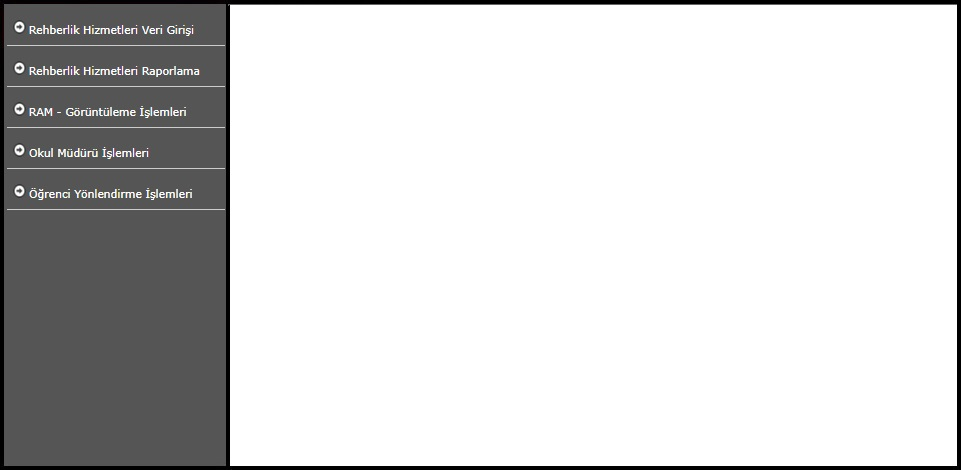 Rehberlik Hizmetleri Veri Girişi
Rehberlik Hizmetleri Raporlama
RAM - Görüntüleme İşlemleri
Okul Müdürü İşlemleri
Öğrenci Yönlendirme İşlemleri